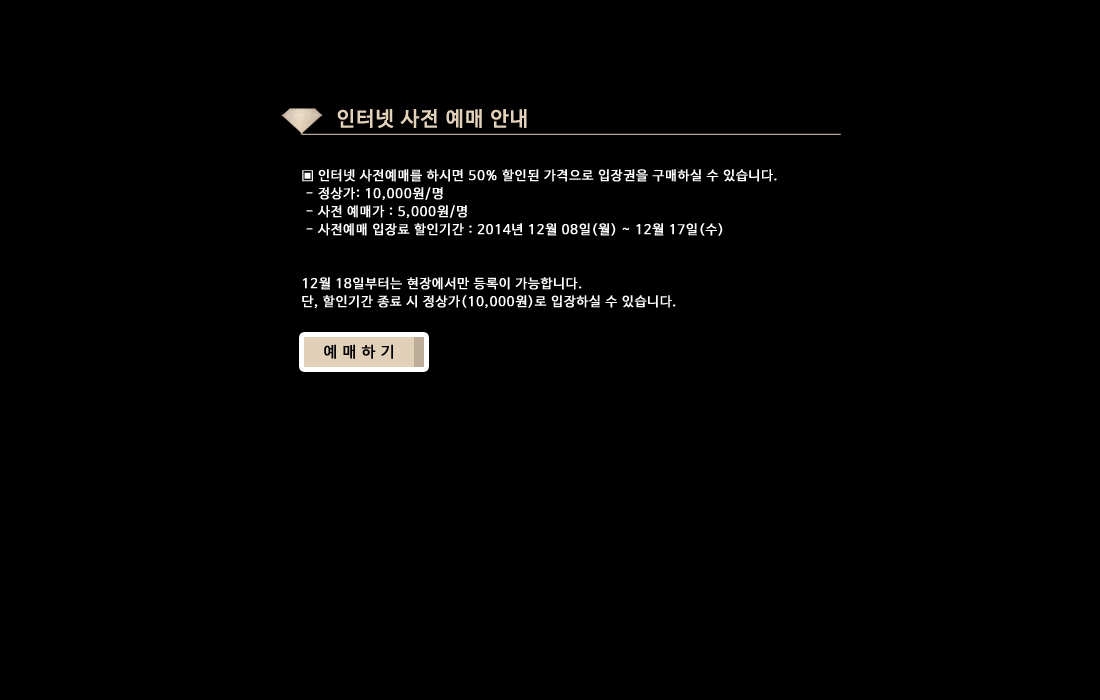 인터넷 사전 예매 안내
▣ 인터넷 사전예매를 하시면 50% 할인된 가격으로 입장권을 구매하실 수 있습니다.
- 정상가: 10,000원/명
- 사전 예매가 : 5,000원/명
- 사전예매 입장료 할인기간 : 2014년 12월 08일(월) ~ 12월 17일(수)
12월 18일부터는 현장에서만 등록이 가능합니다.
단, 할인기간 종료 시 정상가(10,000원)로 입장하실 수 있습니다.
예 매 하 기